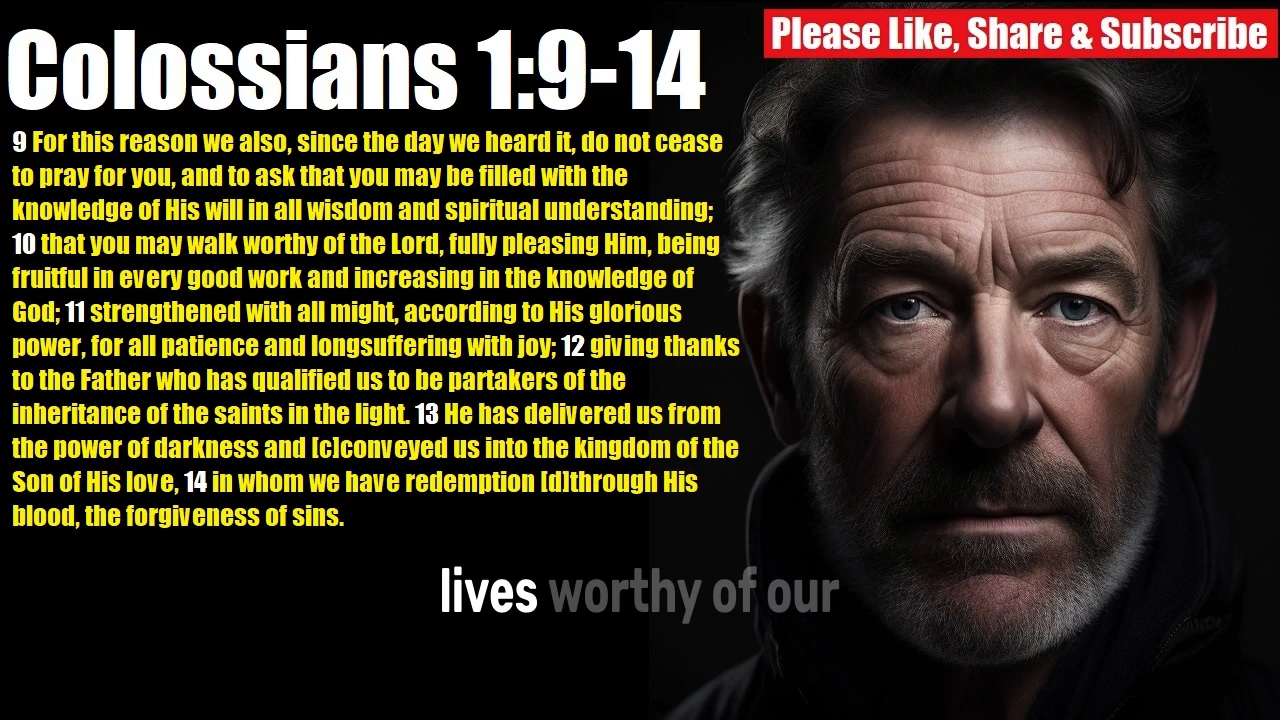 Please Like, Share & Subscribe
Colossians 1:9-14
9 For this reason we also, since the day we heard it, do not cease
to pray for you, and to ask that you may be filled with the
knowledge of His will in all wisdom and spiritual understanding;
10 that you may walk worthy of the Lord, fully pleasing Him, being
fruitful in every good work and increasing in the knowledge of
God; 11 strengthened with all might, according to His glorious
power, for all patience and longsuffering with joy; 12 giving thanks
to the Father who has qualified us to be partakers of the
inheritance of the saints in the light. 13 He has delivered us from
the power of darkness and [c]conveyed us into the kingdom of the
Son of His love, 14 in whom we have redemption [d]through His
blood, the forgiveness of sins.
lives worthy of our